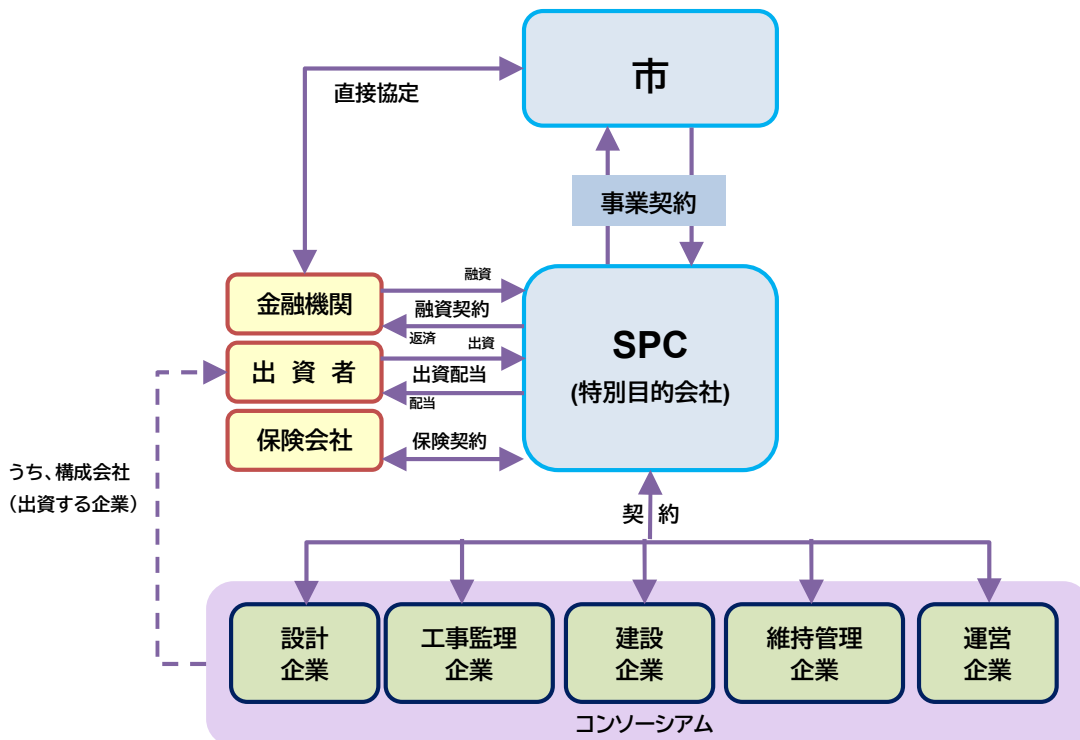 市
直接協定
事業契約
金融機関
融資
融資契約
返済
出資
出資者
出資配当
配当
保険会社
保険契約
SPC
(特別目的会社)
うち、構成会社
（出資する企業）
契約
設計
企業
工事監理
企業
建設
企業
維持管理
企業
運営
企業
コンソーシアム